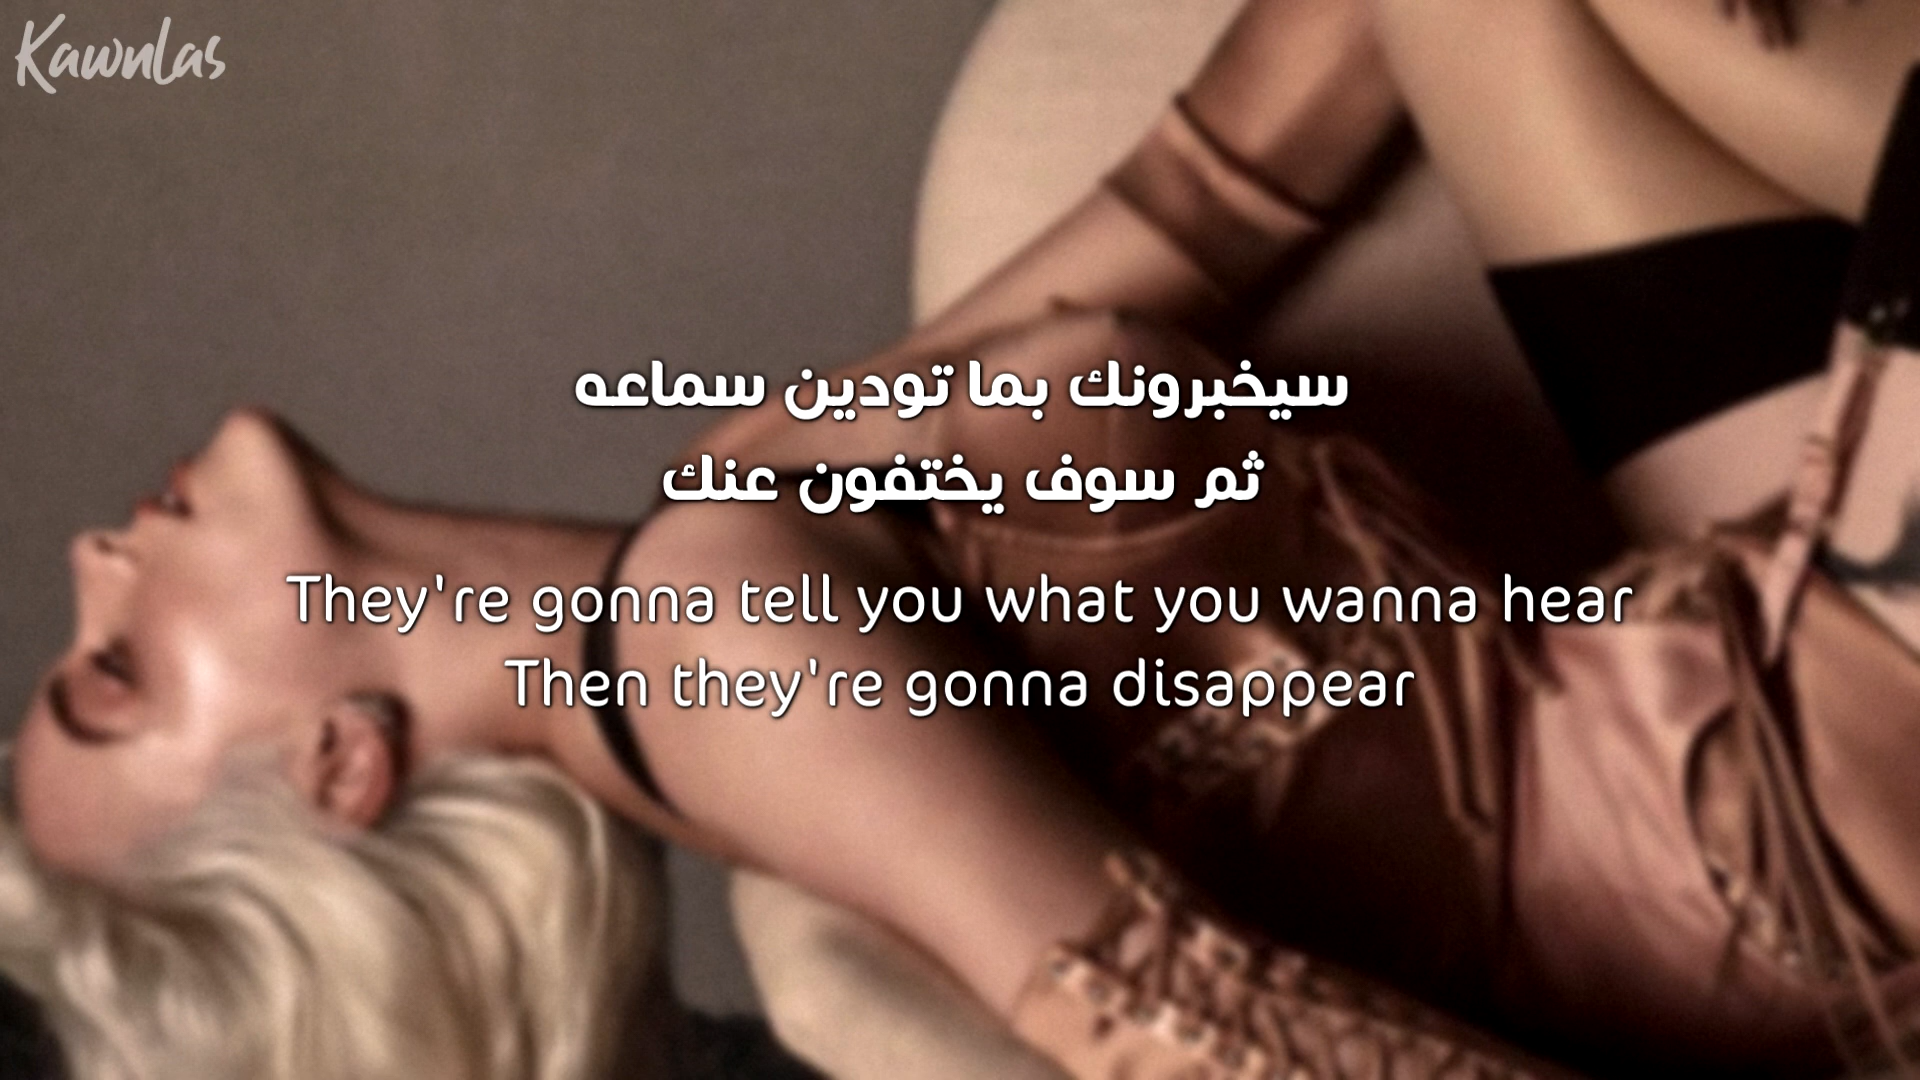 Kawnlas
سيخبرونك بما تودين سماعه
ثم سوف يختفون عنك
They're gonna tell you what you wanna hear
Then they're gonna disappear